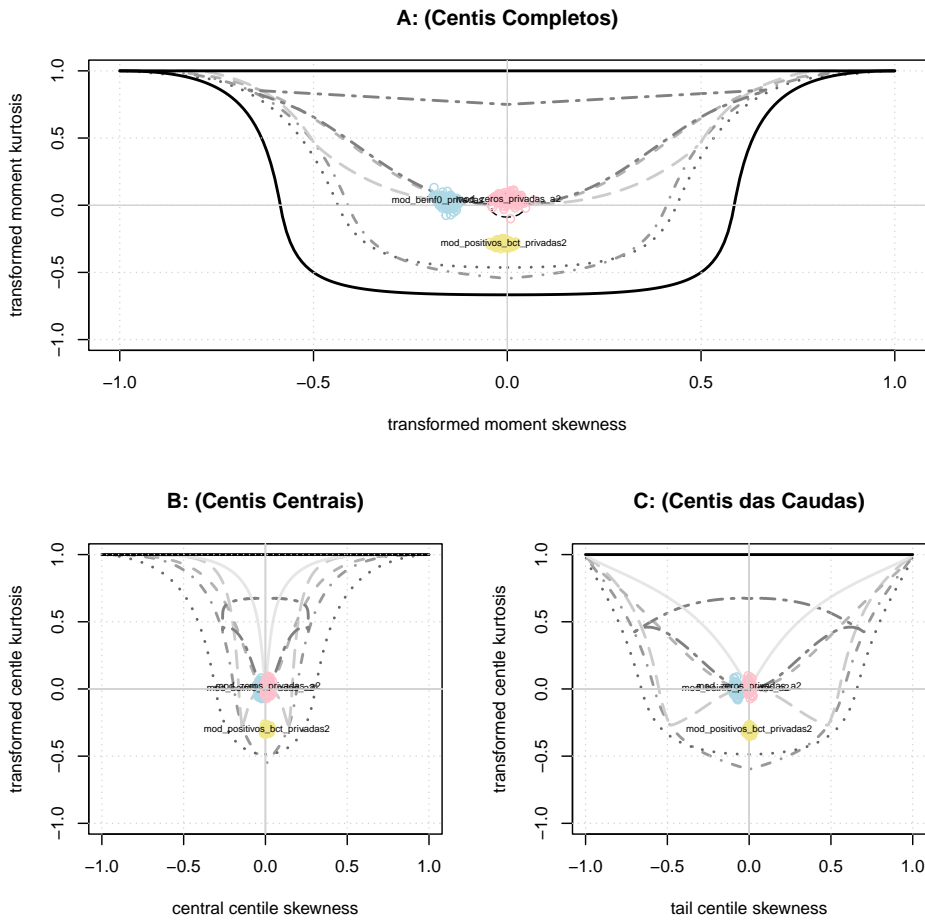 A: (Centis Completos)
transformed moment kurtosis
1.0
0.5
0.0
−0.5
−1.0
mod_beinf0_privadas
mod_zeros_privadas_a2
mod_positivos_bct_privadas2
−1.0 −0.5 0.0 0.5 1.0
transformed moment skewness
B: (Centis Centrais)
transformed centle kurtosis
1.0
0.5
0.0
−0.5
−1.0
mod_zeros_privadas_a2
mod_positivos_bct_privadas2
−1.0 −0.5 0.0 0.5 1.0
central centile skewness
C: (Centis das Caudas)
transformed centile kurtosis
1.0
0.5
0.0
−0.5
−1.0
mod_zeros_privadas_a2
mod_positivos_bct_privadas2
−1.0 −0.5 0.0 0.5 1.0
tail centile skewness